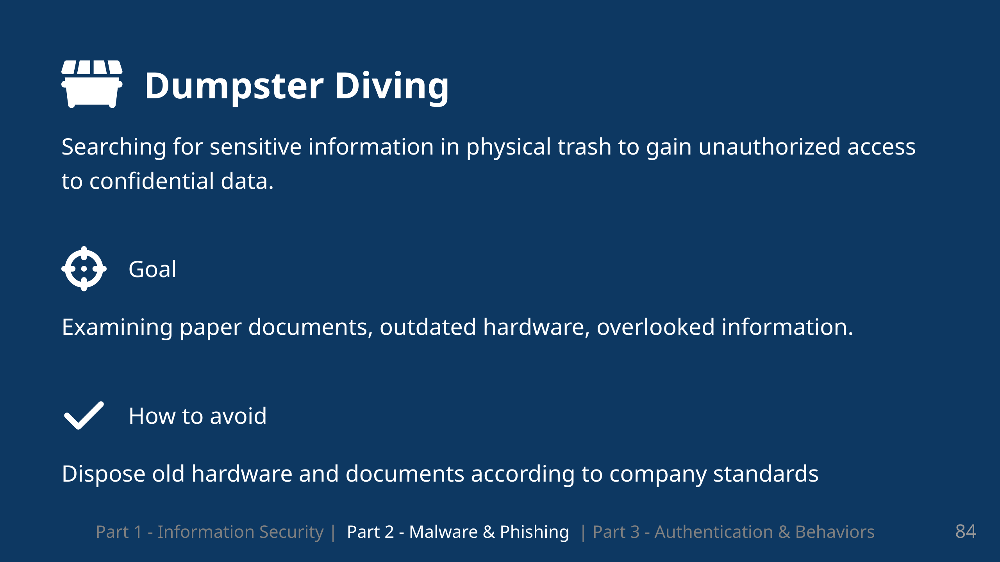 Dumpster Diving
Searching for sensitive information in physical trash to gain unauthorized access
to confidential data.
Goal
Examining paper documents, outdated hardware, overlooked information.
How to avoid
Dispose old hardware and documents according to company standards
Part 1 - Information Security | Part 2 - Malware & Phishing | Part 3 - Authentication & Behaviors 84